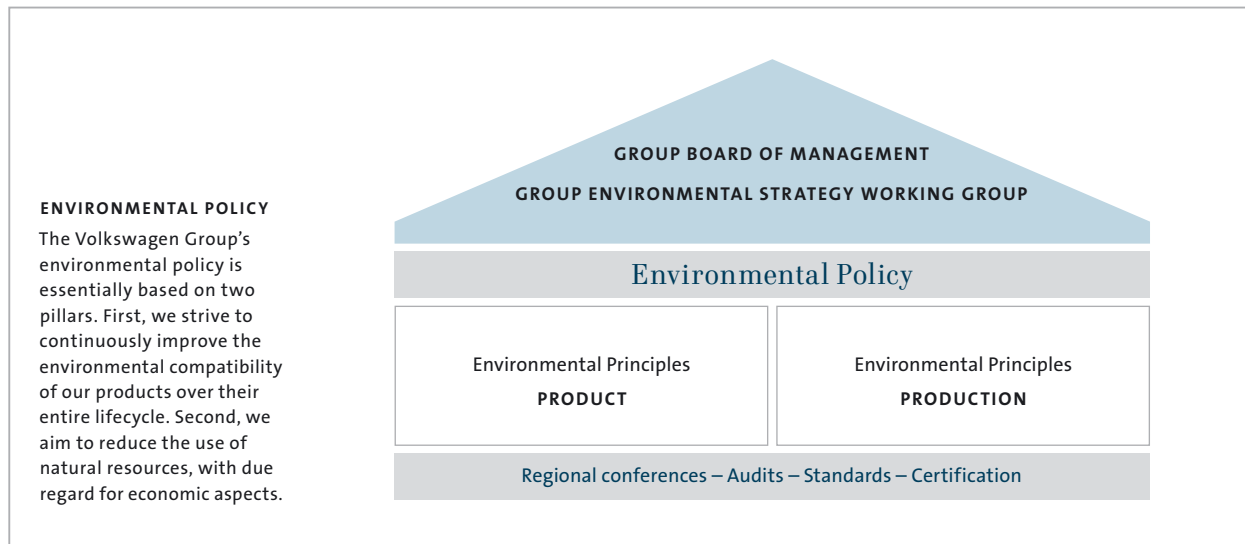 ENVIRONMENTAL POLICY
The Volkswagen Group’s
environmental policy is
essentially based on two
pillars. First, we strive to
continuously improve the
environmental compatibility
of our products over their
entire lifecycle. Second, we
aim to reduce the use of
natural resources, with due
regard for economic aspects.
GROUP BOARD OF MANAGEMENT
GROUP ENVIRONMENTAL STRATEGY WORKING GROUP
Environmental Policy
Environmental Principles
PRODUCT
Environmental Principles
PRODUCTION
Regional conferences – Audits – Standards – Certification